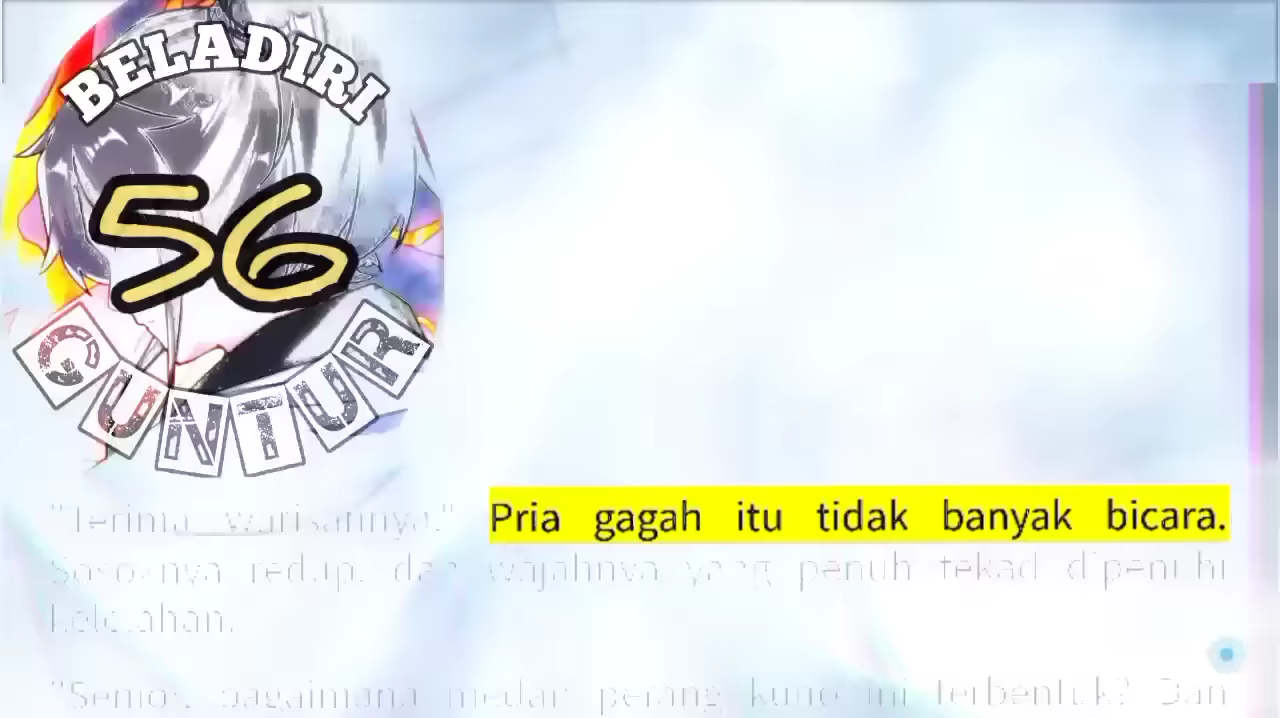 BELADIRI
56
GUNTUR
"Terima warisannya." Pria gagah itu tidak banyak bicara.
Sosoknya redup, dan wajahnya yang penuh tekad dipenuhi
kelelahan.
"Senior, bagaimana medan perang kuno ini terbentuk? Dan